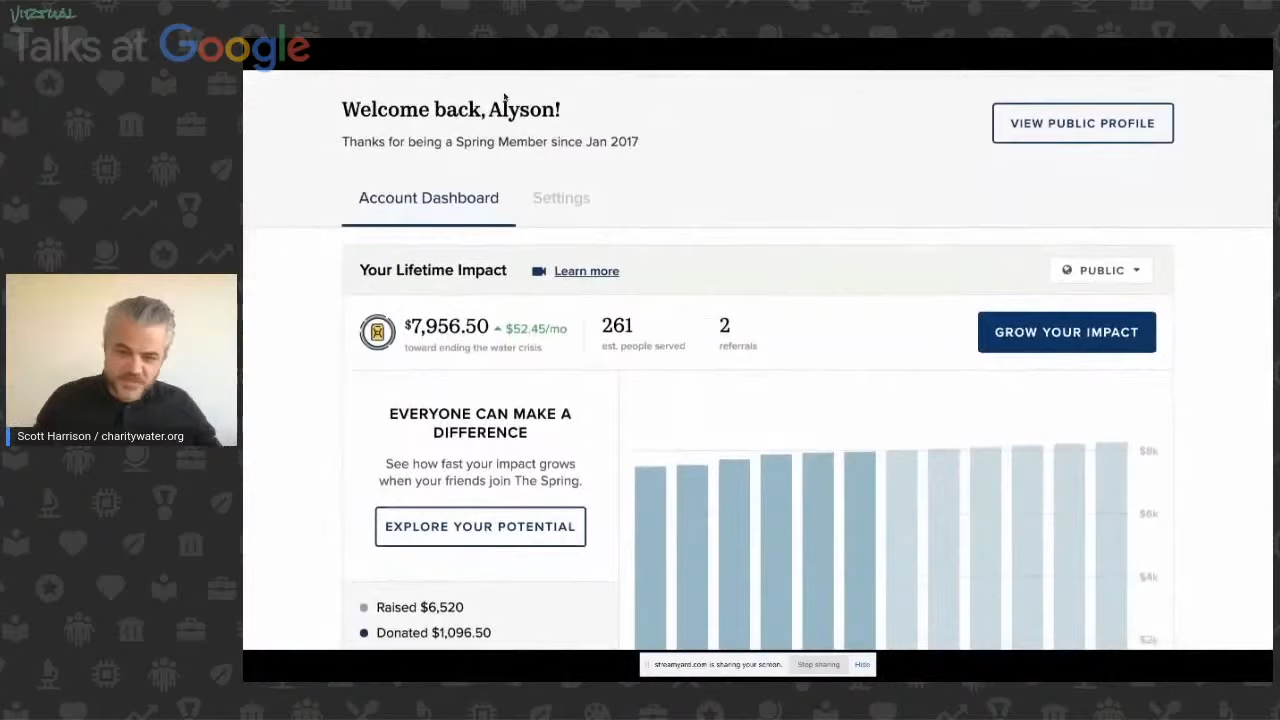 VIRTUAL
Talks at Google
Welcome back, Alyson!
Thanks for being a Spring Member since Jan 2017
VIEW PUBLIC PROFILE
Account Dashboard
Settings
Your Lifetime Impact
Learn more
PUBLIC
$7,956.50
$52.45/mo
toward ending the water crisis
261
est. people served
2
referrals
GROW YOUR IMPACT
EVERYONE CAN MAKE A
DIFFERENCE
See how fast your impact grows
when your friends join The Spring.
EXPLORE YOUR POTENTIAL
$8k
$6k
$4k
$2k
Raised $6,520
Donated $1,096.50
Scott Harrison / charitywater.org
streamyard.com is sharing your screen.
Stop sharing
Hide